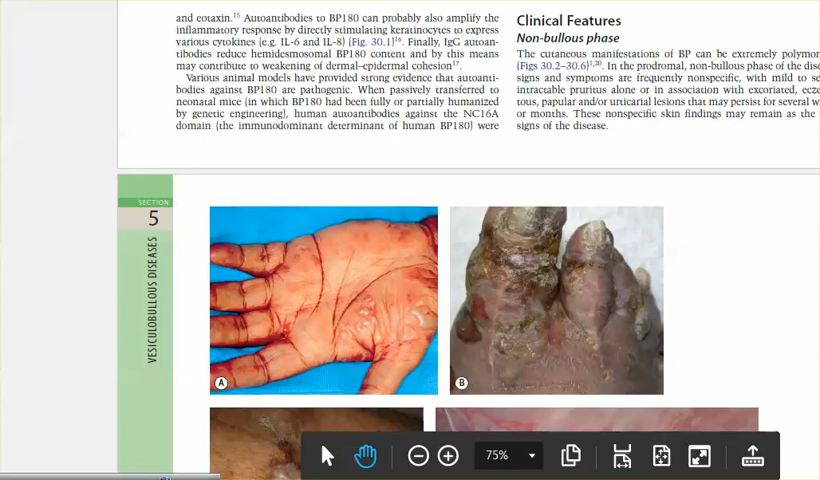 and eotaxin.15 Autoantibodies to BP180 can probably also amplify the
inflammatory response by directly stimulating keratinocytes to express
various cytokines (e.g. IL-6 and IL-8) (Fig. 30.1)16. Finally, IgG autoan-
tibodies reduce hemidesmosomal BP180 content and by this means
may contribute to weakening of dermal–epidermal cohesion17.
Various animal models have provided strong evidence that autoanti-
bodies against BP180 are pathogenic. When passively transferred to
neonatal mice (in which BP180 had been fully or partially humanized
by genetic engineering), human autoantibodies against the NC16A
domain (the immunodominant determinant of human BP180) were
Clinical Features
Non-bullous phase
The cutaneous manifestations of BP can be extremely polymor
(Figs 30.2–30.6)1,20. In the prodromal, non-bullous phase of the dise
signs and symptoms are frequently nonspecific, with mild to se
intractable pruritus alone or in association with excoriated, ecze
tous, papular and/or urticarial lesions that may persist for several w
or months. These nonspecific skin findings may remain as the
signs of the disease.
SECTION
5
VESICULOBULLOUS DISEASES
A
B
75%